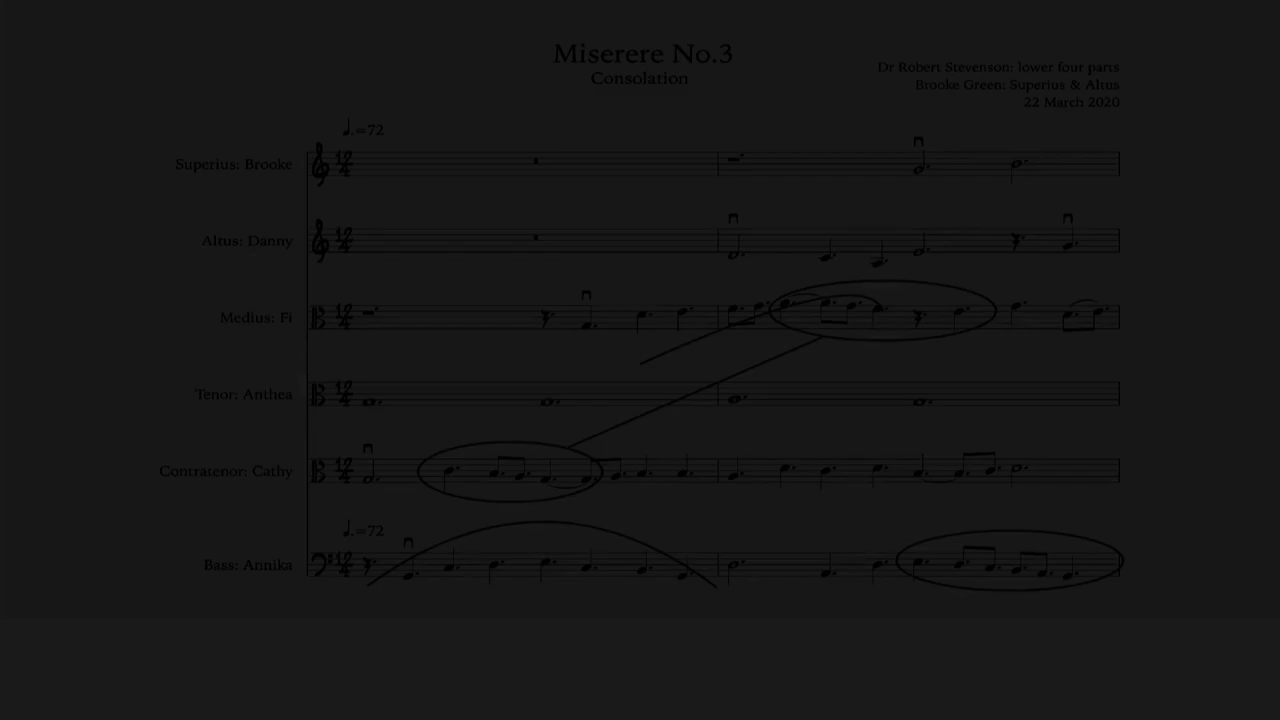 Miserere No.3
Consolation
Dr Robert Stevenson: lower four parts
Brooke Green: Superius & Altus
22 March 2020
♩.=72
Superius: Brooke
Altus: Danny
Medius: Fi
Tenor: Anthea
Contratenor: Cathy
♩.=72
Bass: Annika